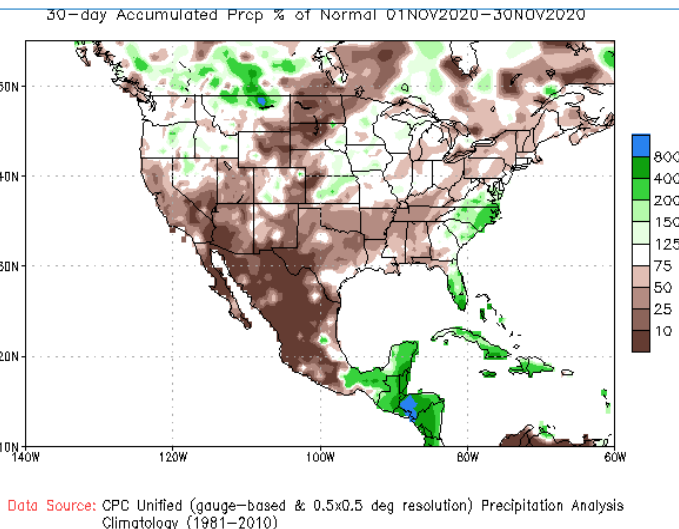 30-day Accumulated Prcp % of Normal 01NOV2020-30NOV2020
50N
40N
30N
20N
10N
140W 120W 100W 80W 60W
800
400
200
150
125
75
50
25
10
Data Source: CPC Unified (gauge-based & 0.5x0.5 deg resolution) Precipitation Analysis
Climatology (1981-2010)